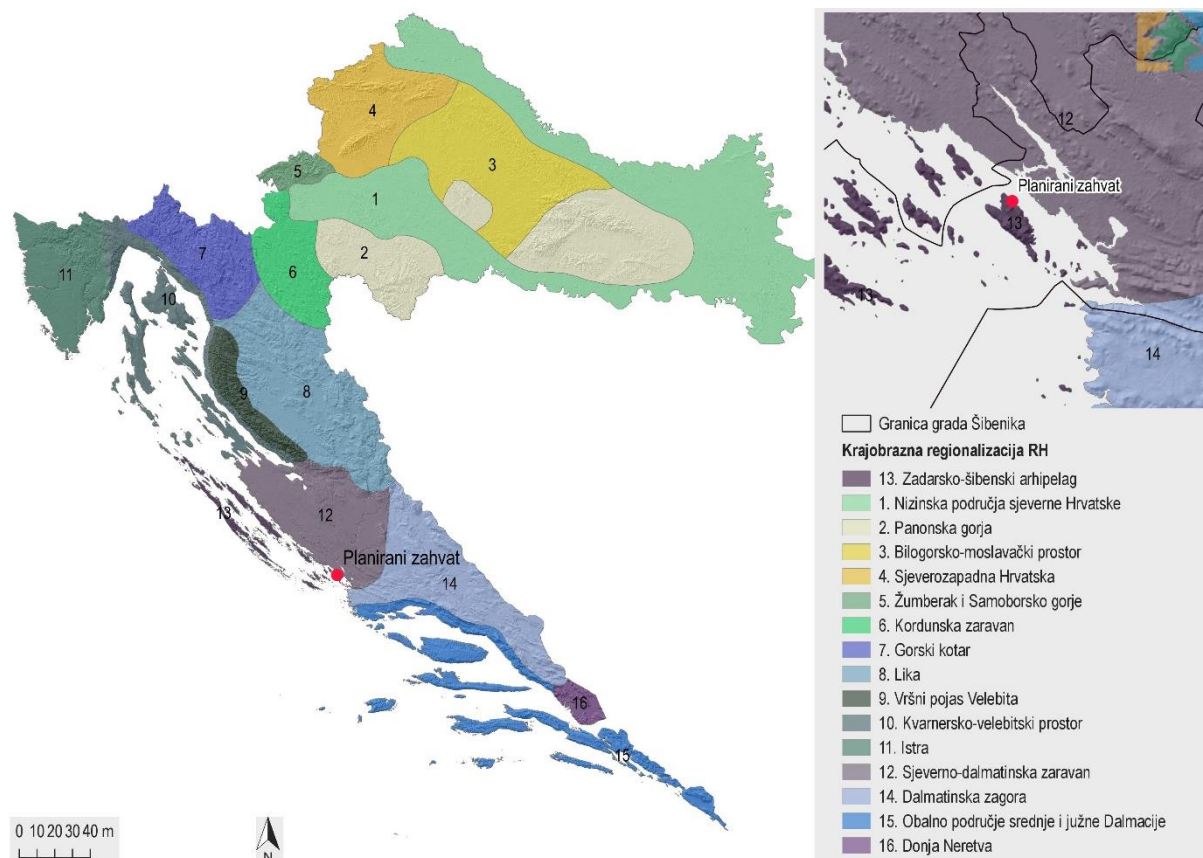 4
3
5
1
2
7
6
11
10
8
9
12
13
Planirani zahvat
14
16
15
0 10 20 30 40 m
N
12
Planirani zahvat
13
13
14
Granica grada Šibenika
Krajobrazna regionalizacija RH
13. Zadarsko-šibenski arhipelag
1. Nizinska područja sjeverne Hrvatske
2. Panonska gorja
3. Bilogorsko-moslavački prostor
4. Sjeverozapadna Hrvatska
5. Žumberak i Samoborsko gorje
6. Kordunska zaravan
7. Gorski kotar
8. Lika
9. Vršni pojas Velebita
10. Kvarnersko-velebitski prostor
11. Istra
12. Sjeverno-dalmatinska zaravan
14. Dalmatinska zagora
15. Obalno područje srednje i južne Dalmacije
16. Donja Neretva